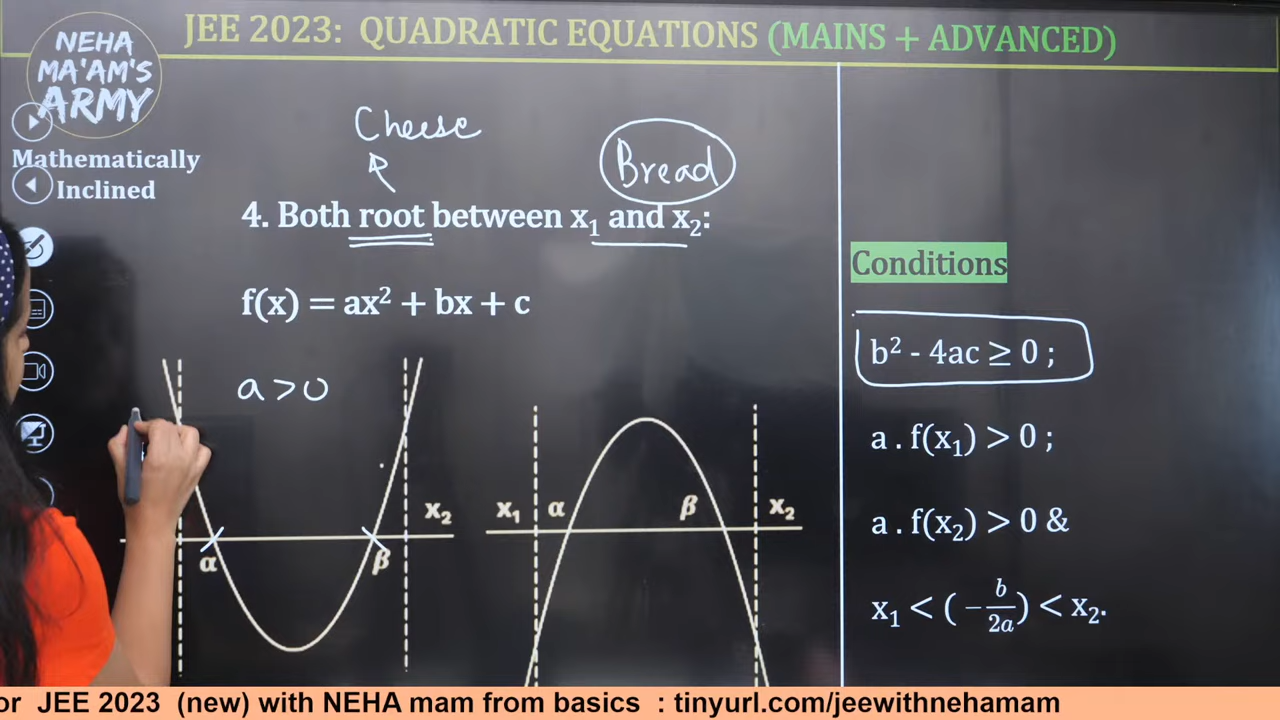 JEE 2023: QUADRATIC EQUATIONS (MAINS + ADVANCED)
NEHA
MA'AM'S
ARMY
Mathematically
Inclined
Cheese
Bread
4. Both root between x₁ and x₂:
f(x) = ax² + bx + c
a > 0
α
β
x₂
x₁
α
β
x₂
Conditions
b² - 4ac ≥ 0 ;
a . f(x₁) > 0 ;
a . f(x₂) > 0 &
x₁ < (-b/2a) < x₂.
or JEE 2023 (new) with NEHA mam from basics : tinyurl.com/jeewithnehamam